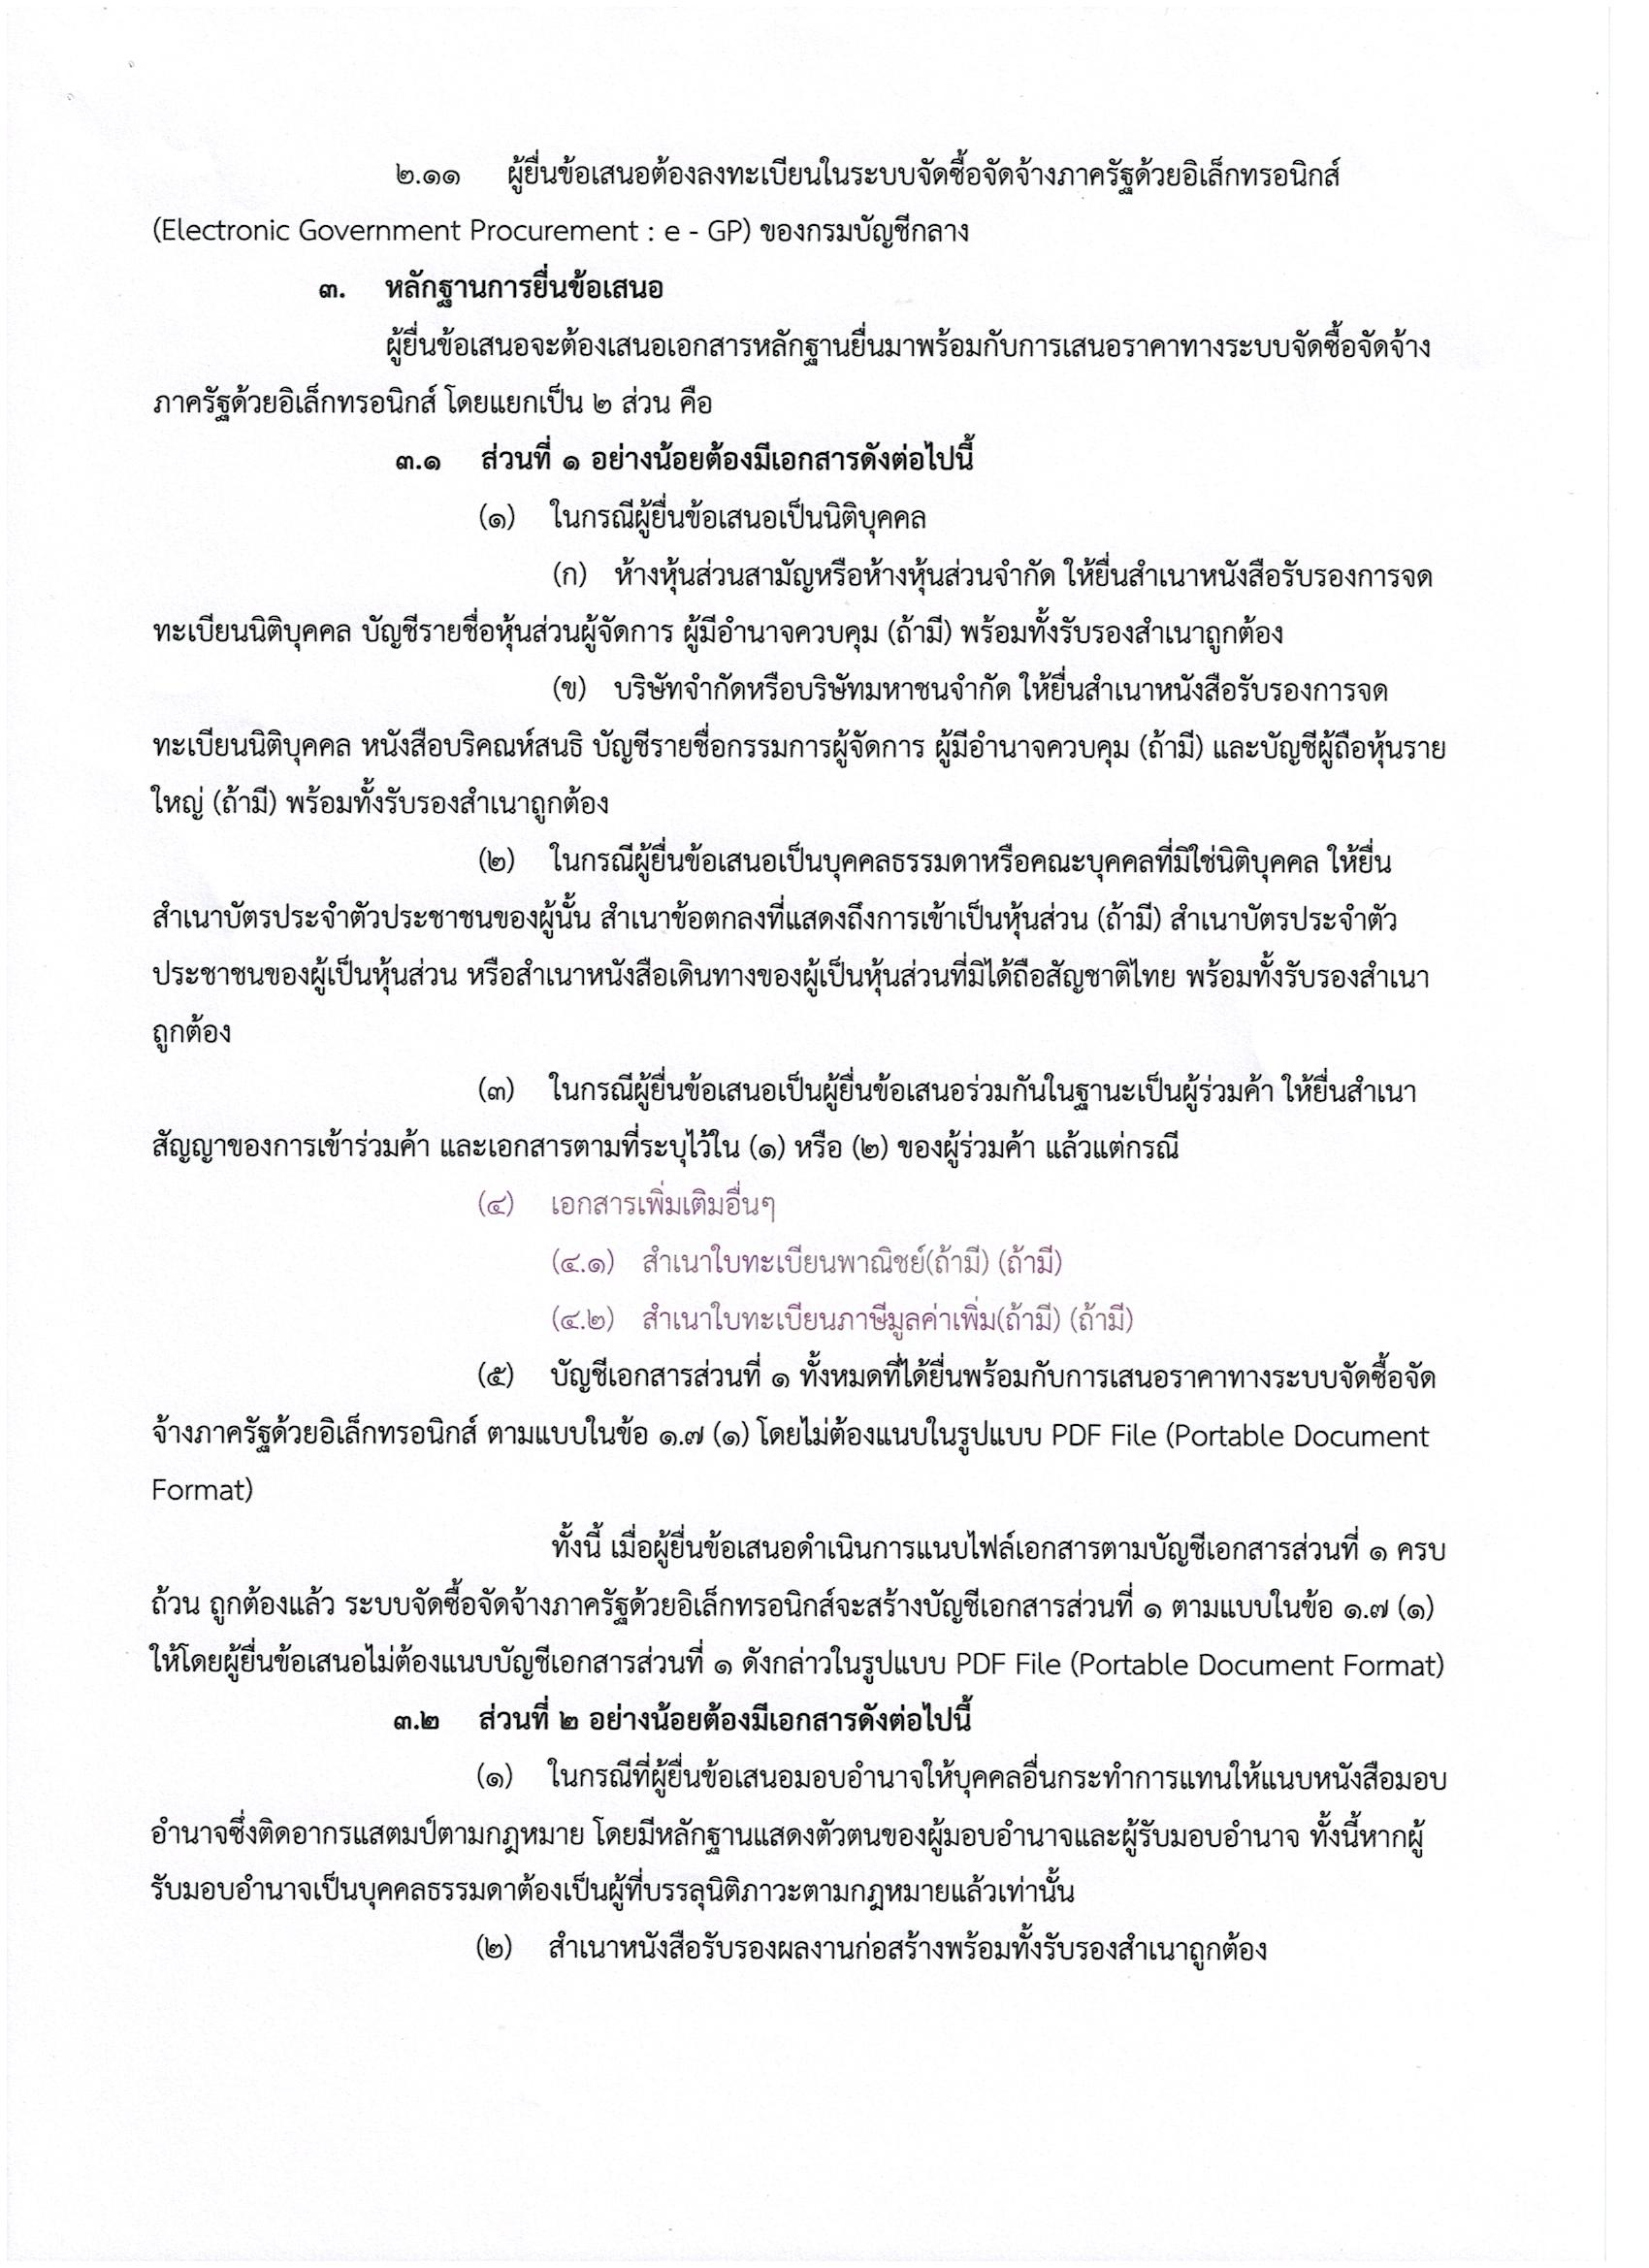 ๒.๑๑ ผู้ยื่นข้อเสนอต้องลงทะเบียนในระบบจัดซื้อจัดจ้างภาครัฐด้วยอิเล็กทรอนิกส์
(Electronic Government Procurement : e - GP) ของกรมบัญชีกลาง
๓. หลักฐานการยื่นข้อเสนอ
ผู้ยื่นข้อเสนอจะต้องเสนอเอกสารหลักฐานยื่นมาพร้อมกับการเสนอราคาทางระบบจัดซื้อจัดจ้าง
ภาครัฐด้วยอิเล็กทรอนิกส์ โดยแยกเป็น ๒ ส่วน คือ
๓.๑ ส่วนที่ ๑ อย่างน้อยต้องมีเอกสารดังต่อไปนี้
(๑) ในกรณีผู้ยื่นข้อเสนอเป็นนิติบุคคล
(ก) ห้างหุ้นส่วนสามัญหรือห้างหุ้นส่วนจำกัด ให้ยื่นสำเนาหนังสือรับรองการจด
ทะเบียนนิติบุคคล บัญชีรายชื่อหุ้นส่วนผู้จัดการ ผู้มีอำนาจควบคุม (ถ้ามี) พร้อมทั้งรับรองสำเนาถูกต้อง
(ข) บริษัทจำกัดหรือบริษัทมหาชนจำกัด ให้ยื่นสำเนาหนังสือรับรองการจด
ทะเบียนนิติบุคคล หนังสือบริคณห์สนธิ บัญชีรายชื่อกรรมการผู้จัดการ ผู้มีอำนาจควบคุม (ถ้ามี) และบัญชีผู้ถือหุ้นราย
ใหญ่ (ถ้ามี) พร้อมทั้งรับรองสำเนาถูกต้อง
(๒) ในกรณีผู้ยื่นข้อเสนอเป็นบุคคลธรรมดาหรือคณะบุคคลที่มิใช่นิติบุคคล ให้ยื่น
สำเนาบัตรประจำตัวประชาชนของผู้นั้น สำเนาข้อตกลงที่แสดงถึงการเข้าเป็นหุ้นส่วน (ถ้ามี) สำเนาบัตรประจำตัว
ประชาชนของผู้เป็นหุ้นส่วน หรือสำเนาหนังสือเดินทางของผู้เป็นหุ้นส่วนที่มิได้ถือสัญชาติไทย พร้อมทั้งรับรองสำเนา
ถูกต้อง
(๓) ในกรณีผู้ยื่นข้อเสนอเป็นผู้ยื่นข้อเสนอร่วมกันในฐานะเป็นผู้ร่วมค้า ให้ยื่นสำเนา
สัญญาของการเข้าร่วมค้า และเอกสารตามที่ระบุไว้ใน (๑) หรือ (๒) ของผู้ร่วมค้า แล้วแต่กรณี
(๔) เอกสารเพิ่มเติมอื่นๆ
(๔.๑) สำเนาใบทะเบียนพาณิชย์(ถ้ามี) (ถ้ามี)
(๔.๒) สำเนาใบทะเบียนภาษีมูลค่าเพิ่ม(ถ้ามี) (ถ้ามี)
(๕) บัญชีเอกสารส่วนที่ ๑ ทั้งหมดที่ได้ยื่นพร้อมกับการเสนอราคาทางระบบจัดซื้อจัด
จ้างภาครัฐด้วยอิเล็กทรอนิกส์ ตามแบบในข้อ ๑.๗ (๑) โดยไม่ต้องแนบในรูปแบบ PDF File (Portable Document
Format)
ทั้งนี้ เมื่อผู้ยื่นข้อเสนอดำเนินการแนบไฟล์เอกสารตามบัญชีเอกสารส่วนที่ ๑ ครบ
ถ้วน ถูกต้องแล้ว ระบบจัดซื้อจัดจ้างภาครัฐด้วยอิเล็กทรอนิกส์จะสร้างบัญชีเอกสารส่วนที่ ๑ ตามแบบในข้อ ๑.๗ (๑)
ให้โดยผู้ยื่นข้อเสนอไม่ต้องแนบบัญชีเอกสารส่วนที่ ๑ ดังกล่าวในรูปแบบ PDF File (Portable Document Format)
๓.๒ ส่วนที่ ๒ อย่างน้อยต้องมีเอกสารดังต่อไปนี้
(๑) ในกรณีที่ผู้ยื่นข้อเสนอมอบอำนาจให้บุคคลอื่นกระทำการแทนให้แนบหนังสือมอบ
อำนาจซึ่งติดอากรแสตมป์ตามกฎหมาย โดยมีหลักฐานแสดงตัวตนของผู้มอบอำนาจและผู้รับมอบอำนาจ ทั้งนี้หากผู้
รับมอบอำนาจเป็นบุคคลธรรมดาต้องเป็นผู้ที่บรรลุนิติภาวะตามกฎหมายแล้วเท่านั้น
(๒) สำเนาหนังสือรับรองผลงานก่อสร้างพร้อมทั้งรับรองสำเนาถูกต้อง